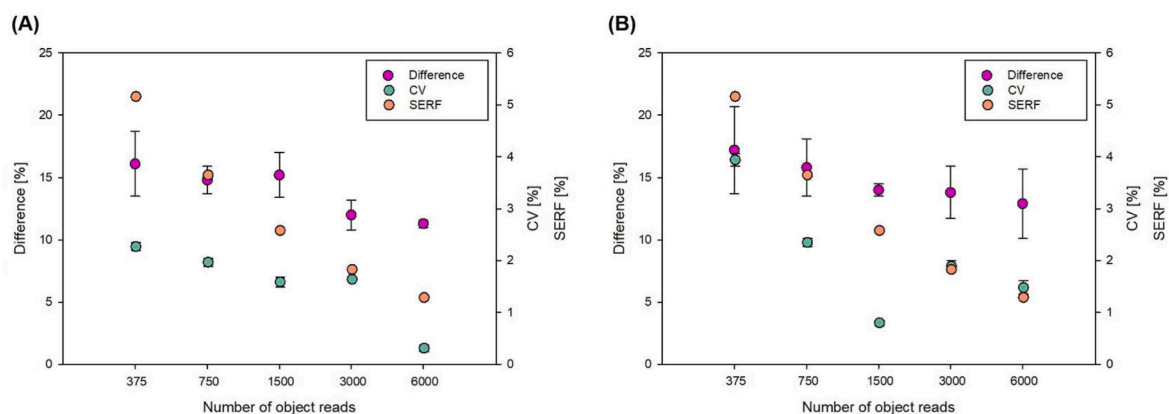 (A)
25
20
15
10
5
0
Difference [%]
6
5
4
3
2
1
0
CV [%]
SERF [%]
Difference
CV
SERF
375 750 1500 3000 6000
Number of object reads
(B)
25
20
15
10
5
0
Difference [%]
6
5
4
3
2
1
0
CV [%]
SERF [%]
Difference
CV
SERF
375 750 1500 3000 6000
Number of object reads